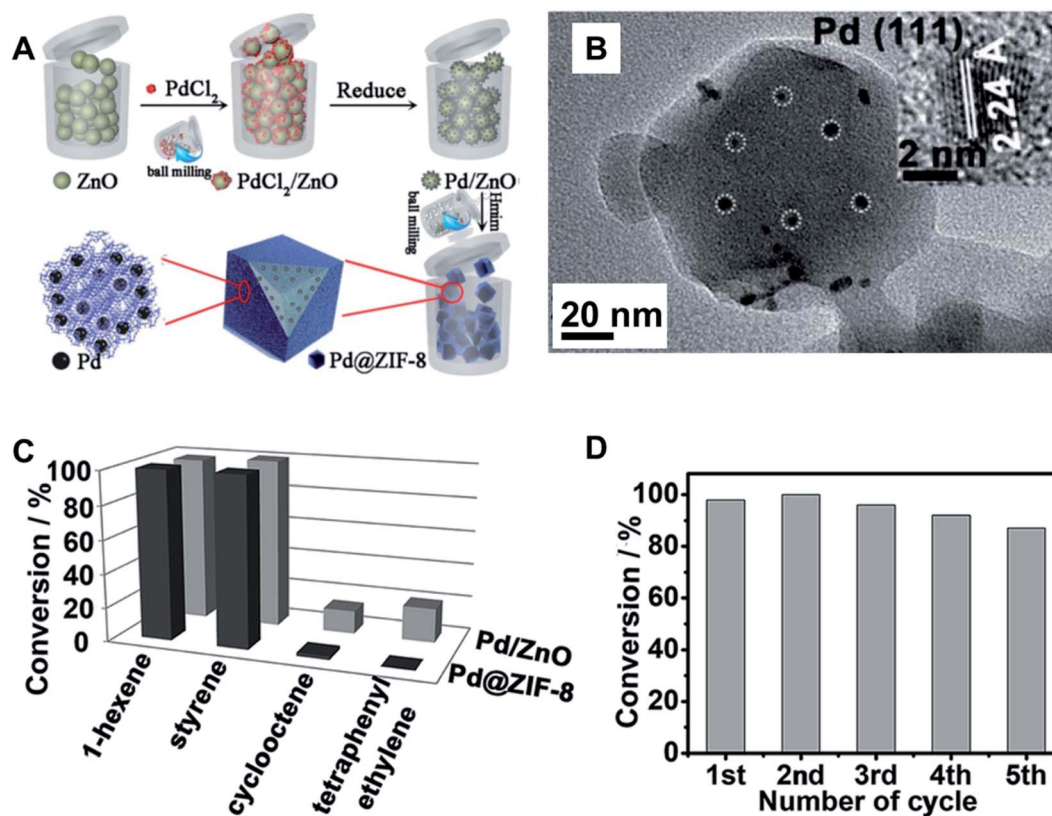 A
PdCl2
Reduce
ball milling
ZnO
PdCl2/ZnO
Pd/ZnO
ball milling
Hmim
Pd
Pd@ZIF-8
B
Pd (111)
2.24 A
2 nm
20 nm
C
Conversion / %
100
80
60
40
20
0
1-hexene
styrene
cyclooctene
tetraphenyl
ethylene
Pd/ZnO
Pd@ZIF-8
D
Conversion / %
100
80
60
40
20
0
1st 2nd 3rd 4th 5th
Number of cycle